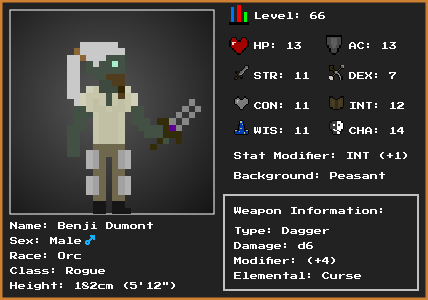 Level: 66
HP: 13
AC: 13
STR: 11
DEX: 7
CON: 11
INT: 12
WIS: 11
CHA: 14
Stat Modifier: INT (+1)
Background: Peasant
Weapon Information:
Type: Dagger
Damage: d6
Modifier: (+4)
Elemental: Curse
Name: Benji Dumont
Sex: Male♂
Race: Orc
Class: Rogue
Height: 182cm (5'12")